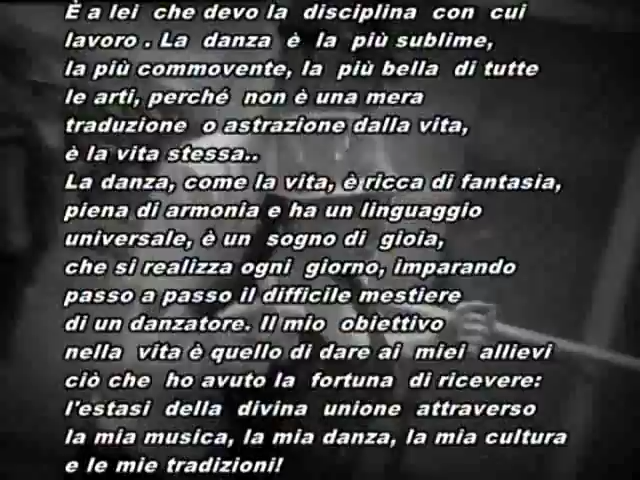 È a lei che devo la disciplina con cui
lavoro . La danza è la più sublime,
la più commovente, la più bella di tutte
le arti, perché non è una mera
traduzione o astrazione dalla vita,
è la vita stessa..
La danza, come la vita, è ricca di fantasia,
piena di armonia e ha un linguaggio
universale, è un sogno di gioia,
che si realizza ogni giorno, imparando
passo a passo il difficile mestiere
di un danzatore. Il mio obiettivo
nella vita è quello di dare ai miei allievi
ciò che ho avuto la fortuna di ricevere:
l'estasi della divina unione attraverso
la mia musica, la mia danza, la mia cultura
e le mie tradizioni!